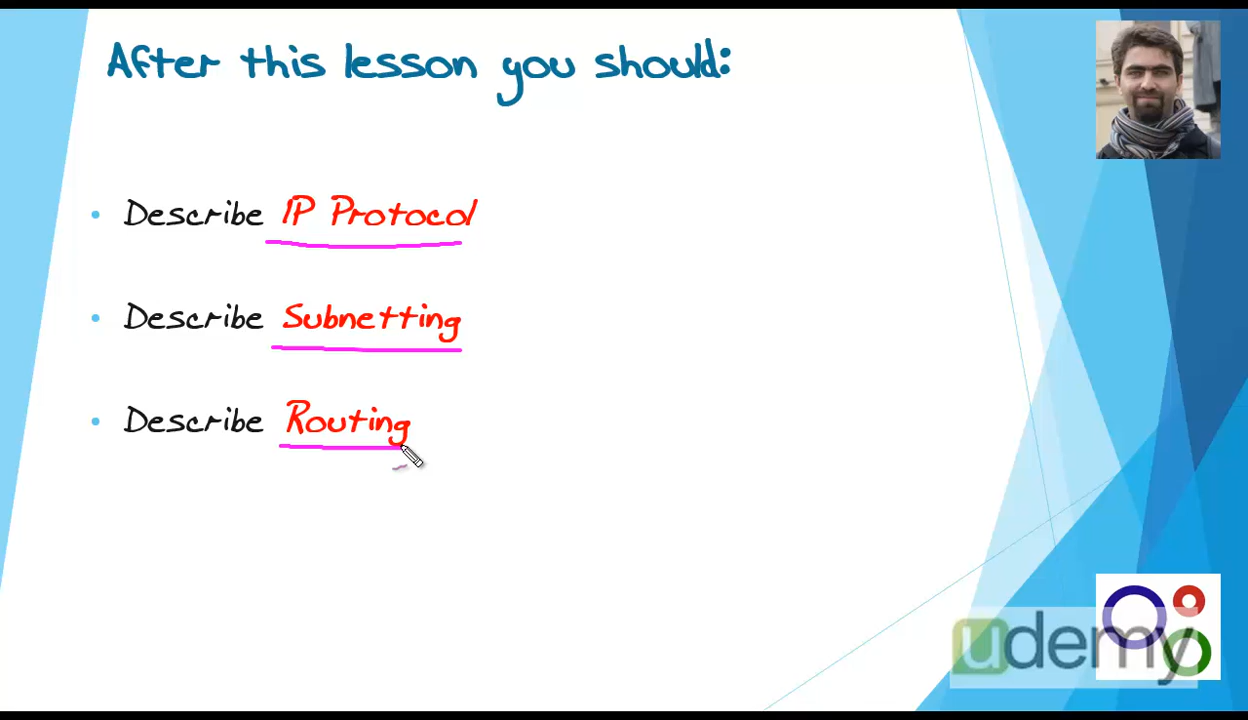 After this lesson you should:
• Describe IP Protocol
• Describe Subnetting
• Describe Routing
udemy